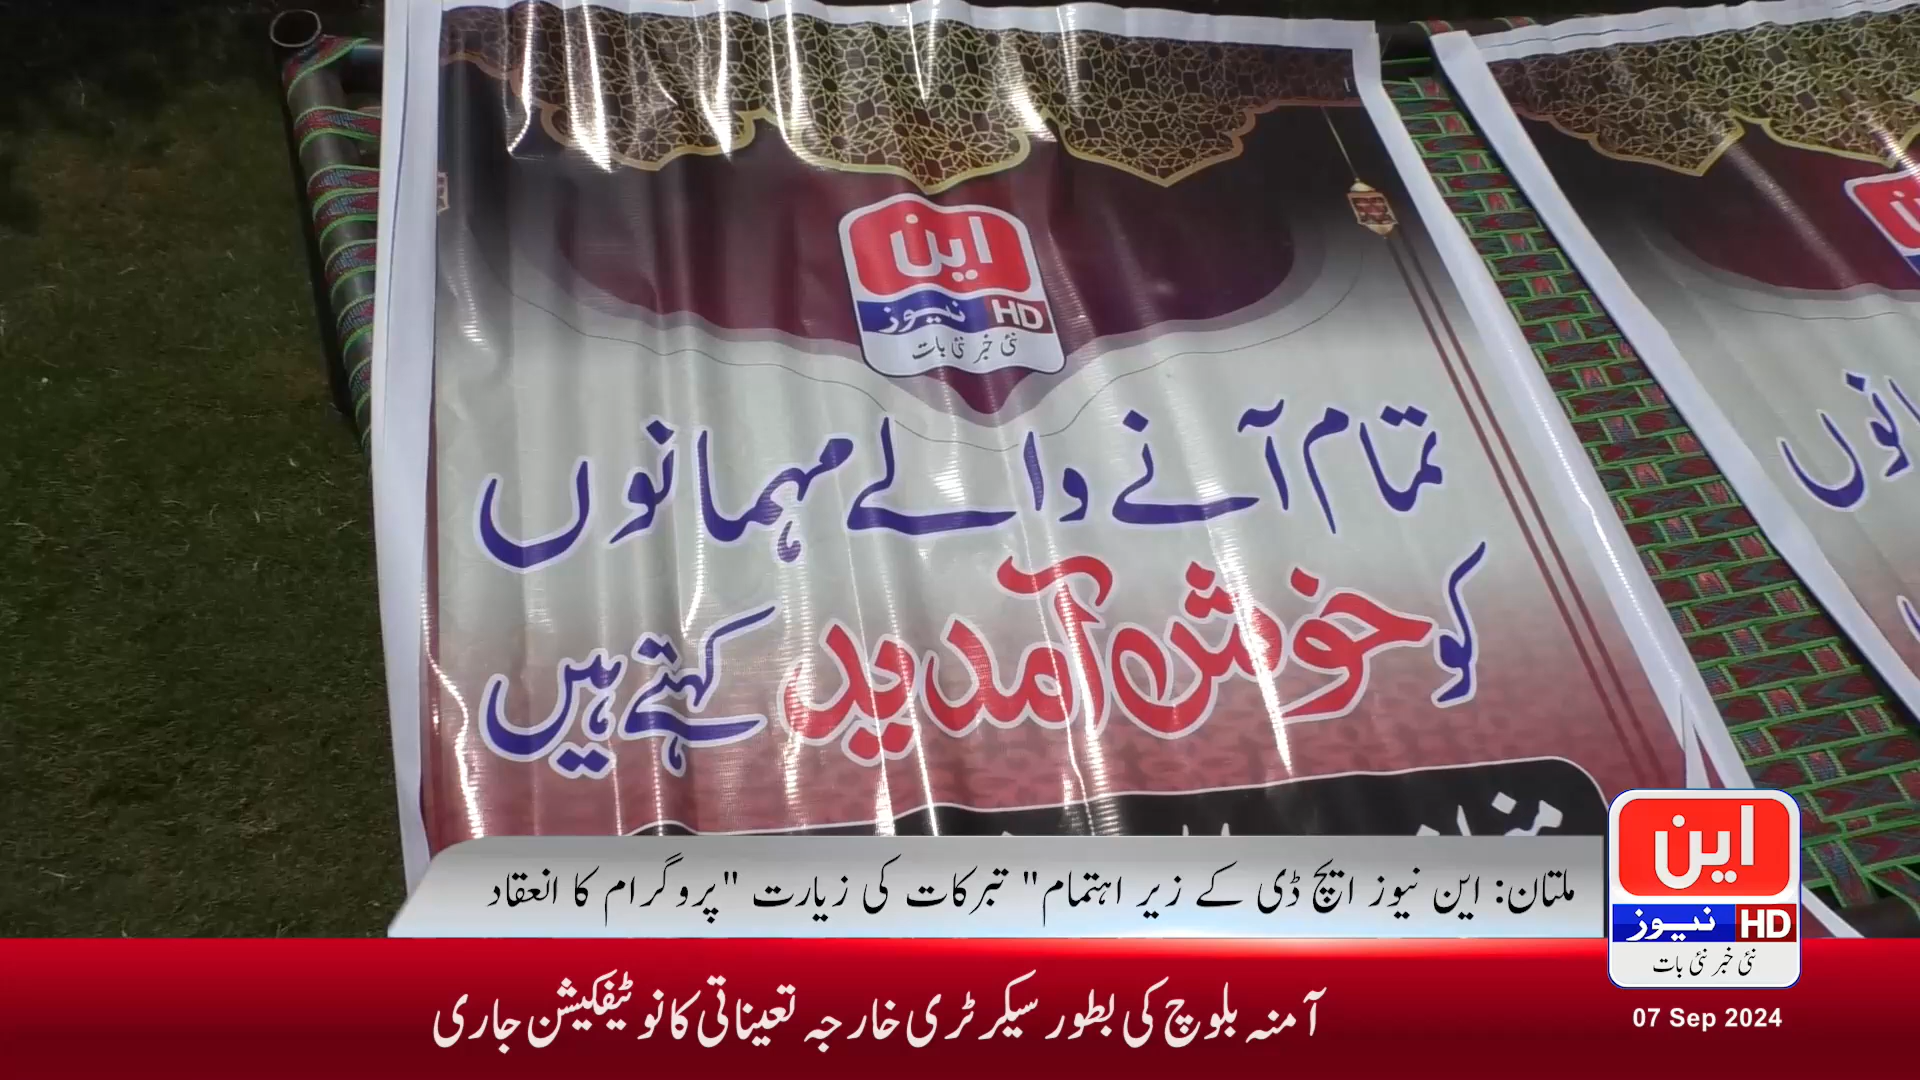 این
نیوز HD
نئی خبر نئی بات
تمام آنے والے مہمانوں
کو خوش آمدید کہتے ہیں
این
مانوں
ملتان: این نیوز ایچ ڈی کے زیر اہتمام" تبرکات کی زیارت "پروگرام کا انعقاد
این
نیوز HD
نئی خبر نئی بات
آمنہ بلوچ کی بطور سیکرٹری خارجہ تعیناتی کا نوٹیفکیشن جاری
07 Sep 2024